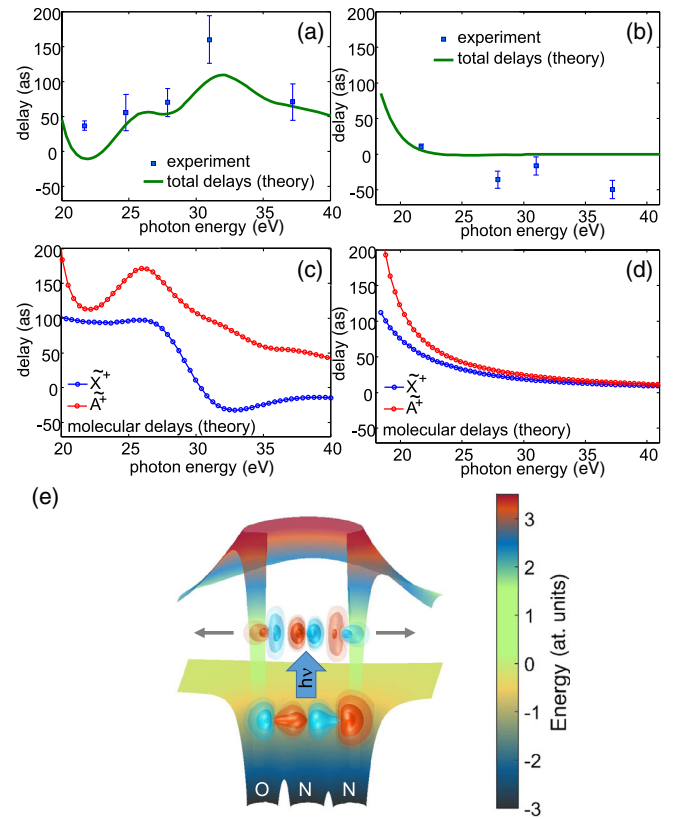 (a)
delay (as)
200
150
100
50
0
-50
experiment
total delays (theory)
20 25 30 35 40
photon energy (eV)
(b)
delay (as)
200
150
100
50
0
-50
experiment
total delays (theory)
20 25 30 35 40
photon energy (eV)
(c)
delay (as)
200
150
100
50
0
-50
X̃⁺
Ã⁺
molecular delays (theory)
20 25 30 35 40
photon energy (eV)
(d)
delay (as)
200
150
100
50
0
-50
X̃⁺
Ã⁺
molecular delays (theory)
20 25 30 35 40
photon energy (eV)
(e)
hν
O N N
3
2
1
0
-1
-2
-3
Energy (at. units)